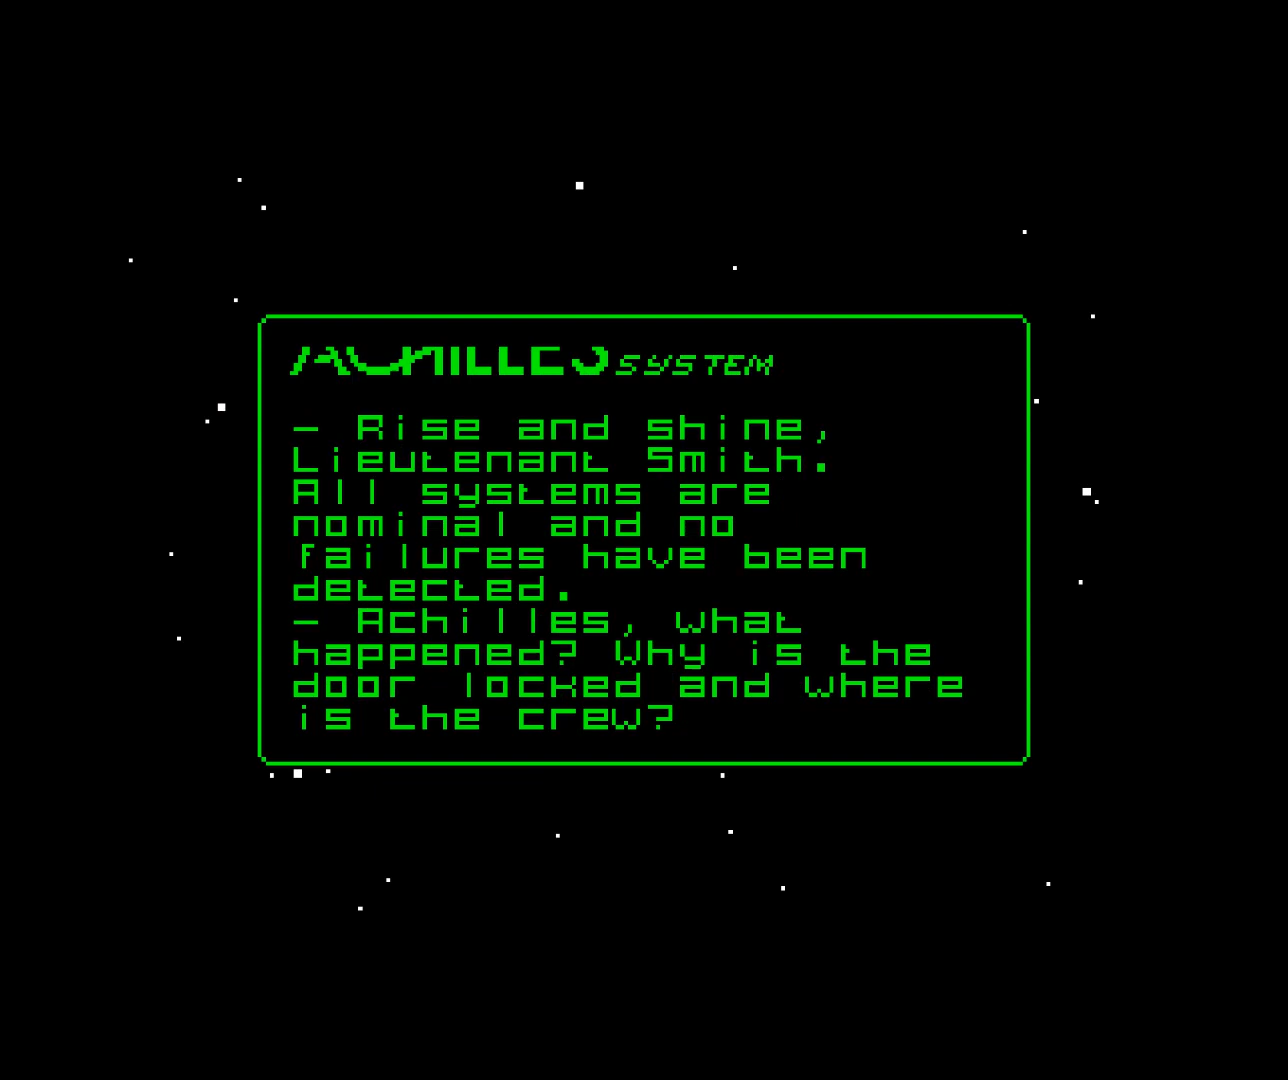 ACHILLES SYSTEM
- Rise and shine,
Lieutenant Smith.
All systems are
nominal and no
failures have been
detected.
- Achilles, what
happened? Why is the
door locked and where
is the crew?